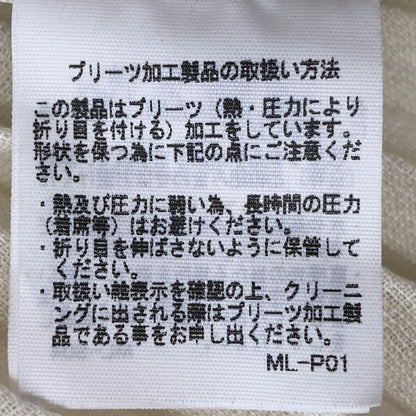 プリーツ加工製品の取扱い方法
この製品はプリーツ（熱・圧力により
折り目を付ける）加工をしています。
形状を保つ為に下記の点にご注意くだ
さい。
・熱及び圧力に弱い為、長時間の圧力
（着席等）はお避けください。
・折り目を伸ばさないように保管して
ください。
・取扱い絵表示を確認の上、クリーニ
ングに出される際はプリーツ加工製
品である事をお申し出ください。
ML-P01